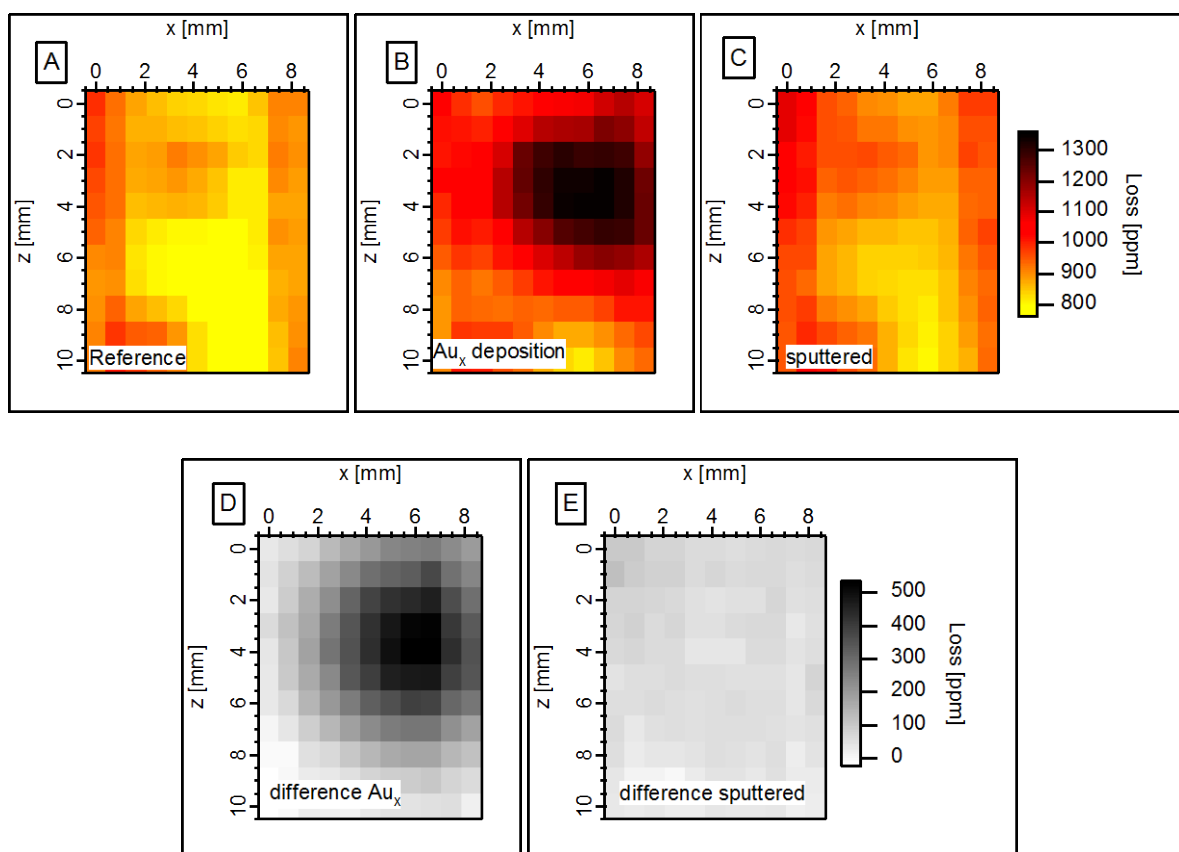 x [mm]
x [mm]
x [mm]
A
B
C
0 2 4 6 8
0 2 4 6 8
0 2 4 6 8
z [mm]
0
2
4
6
8
10
z [mm]
0
2
4
6
8
10
z [mm]
0
2
4
6
8
10
Reference
Auₓ deposition
sputtered
1300
1200
1100
1000
900
800
Loss [ppm]
x [mm]
x [mm]
D
E
0 2 4 6 8
0 2 4 6 8
z [mm]
0
2
4
6
8
10
z [mm]
0
2
4
6
8
10
difference Auₓ
difference sputtered
500
400
300
200
100
0
Loss [ppm]